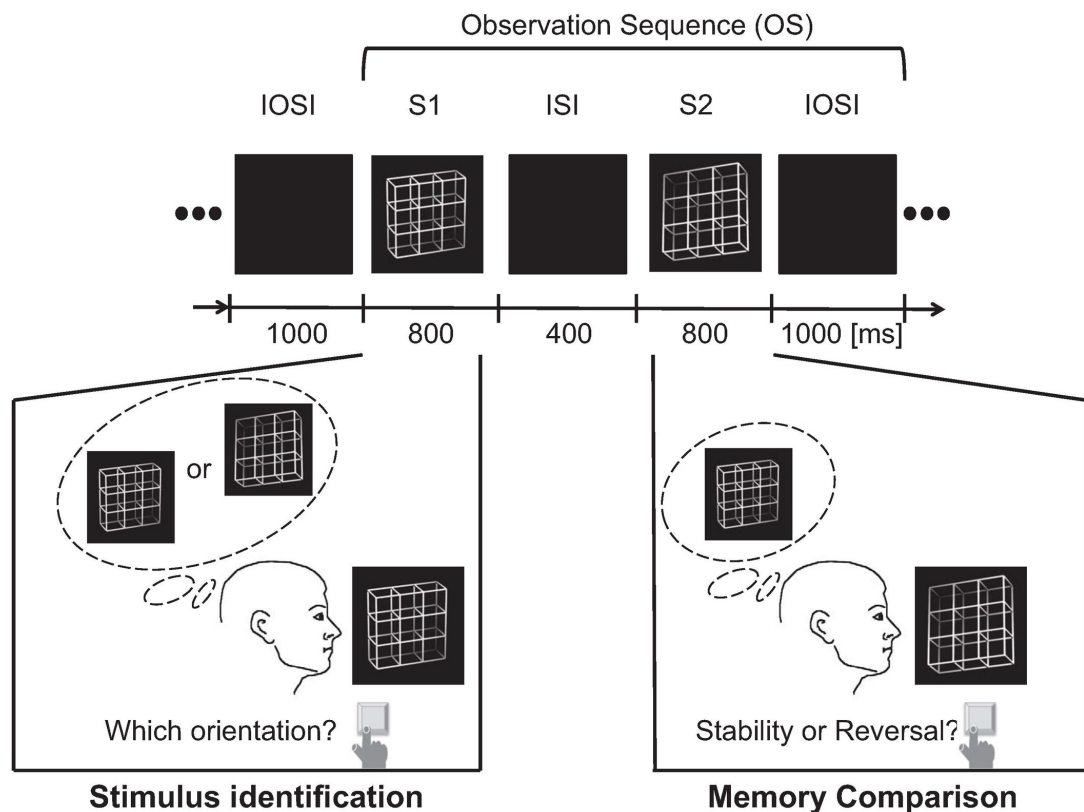 Observation Sequence (OS)
IOSI S1 ISI S2 IOSI
1000 800 400 800 1000 [ms]
or
Which orientation? Stability or Reversal?
Stimulus identification Memory Comparison